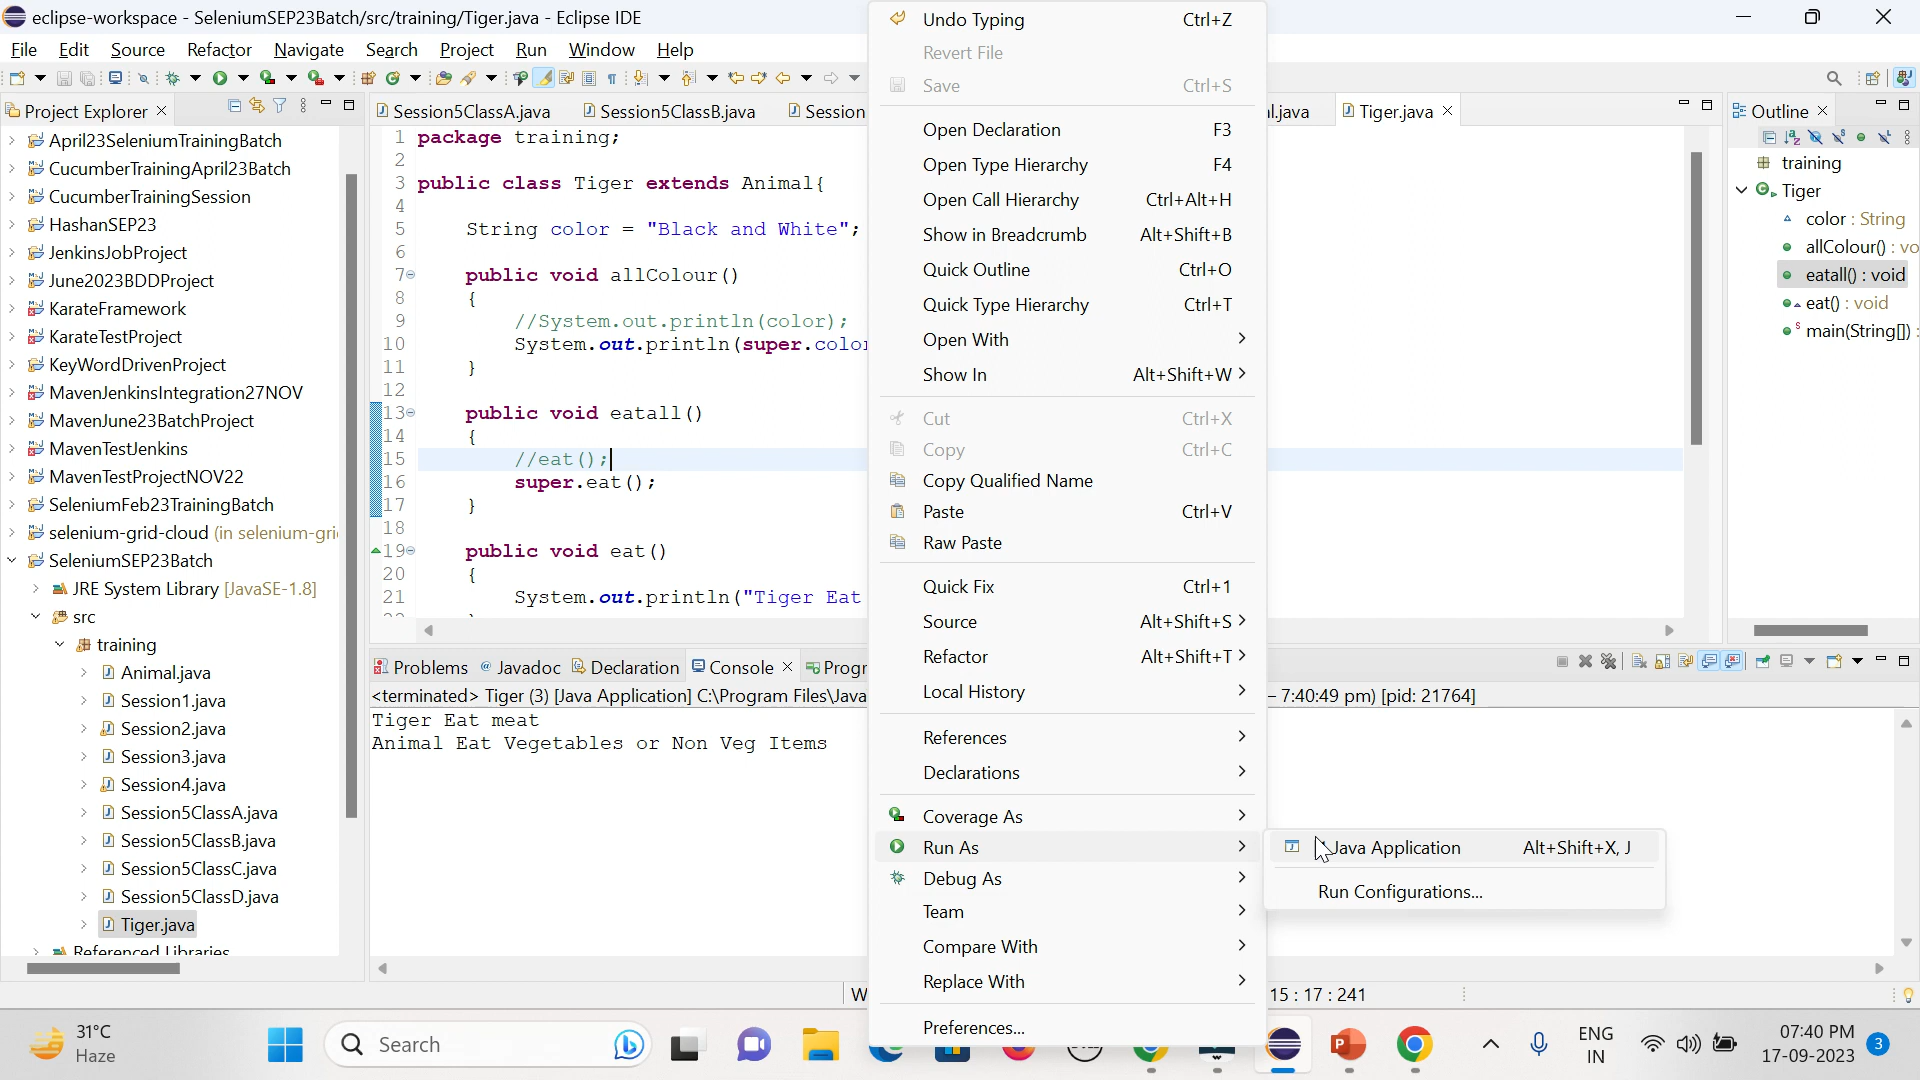 eclipse-workspace - SeleniumSEP23Batch/src/training/Tiger.java - Eclipse IDE
File Edit Source Refactor Navigate Search Project Run Window Help
Project Explorer
April23SeleniumTrainingBatch
CucumberTrainingApril23Batch
CucumberTrainingSession
HashanSEP23
JenkinsJobProject
June2023BDDProject
KarateFramework
KarateTestProject
KeyWordDrivenProject
MavenJenkinsIntegration27NOV
MavenJune23BatchProject
MavenTestJenkins
MavenTestProjectNOV22
SeleniumFeb23TrainingBatch
selenium-grid-cloud (in selenium-gri
SeleniumSEP23Batch
JRE System Library [JavaSE-1.8]
src
training
Animal.java
Session1.java
Session2.java
Session3.java
Session4.java
Session5ClassA.java
Session5ClassB.java
Session5ClassC.java
Session5ClassD.java
Tiger.java
Referenced Libraries
Session5ClassA.java Session5ClassB.java Session al.java Tiger.java
1 package training;
2
3 public class Tiger extends Animal{
4
5 String color = "Black and White";
6
7 public void allColour()
8 {
9 //System.out.println(color);
10 System.out.println(super.color
11 }
12
13 public void eatall()
14 {
15 //eat();
16 super.eat();
17 }
18
19 public void eat()
20 {
21 System.out.println("Tiger Eat
Problems Javadoc Declaration Console Progr
<terminated> Tiger (3) [Java Application] C:\Program Files\Java – 7:40:49 pm) [pid: 21764]
Tiger Eat meat
Animal Eat Vegetables or Non Veg Items
Undo Typing Ctrl+Z
Revert File
Save Ctrl+S
Open Declaration F3
Open Type Hierarchy F4
Open Call Hierarchy Ctrl+Alt+H
Show in Breadcrumb Alt+Shift+B
Quick Outline Ctrl+O
Quick Type Hierarchy Ctrl+T
Open With
Show In Alt+Shift+W
Cut Ctrl+X
Copy Ctrl+C
Copy Qualified Name
Paste Ctrl+V
Raw Paste
Quick Fix Ctrl+1
Source Alt+Shift+S
Refactor Alt+Shift+T
Local History
References
Declarations
Coverage As
Run As
Debug As
Team
Compare With
Replace With
Preferences...
Java Application Alt+Shift+X, J
Run Configurations...
Outline
training
Tiger
color : String
allColour() : vo
eatall() : void
eat() : void
main(String[]) :
W 15 : 17 : 241
31°C
Haze
Search
ENG
IN
07:40 PM
17-09-2023
3